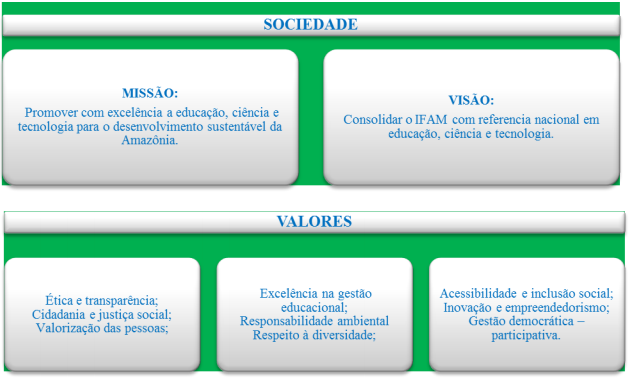 SOCIEDADE
MISSÃO:
Promover com excelência a educação, ciência e
tecnologia para o desenvolvimento sustentável da
Amazônia.
VISÃO:
Consolidar o IFAM com referencia nacional em
educação, ciência e tecnologia.
VALORES
Ética e transparência;
Cidadania e justiça social;
Valorização das pessoas;
Excelência na gestão
educacional;
Responsabilidade ambiental
Respeito à diversidade;
Acessibilidade e inclusão social;
Inovação e empreendedorismo;
Gestão democrática –
participativa.